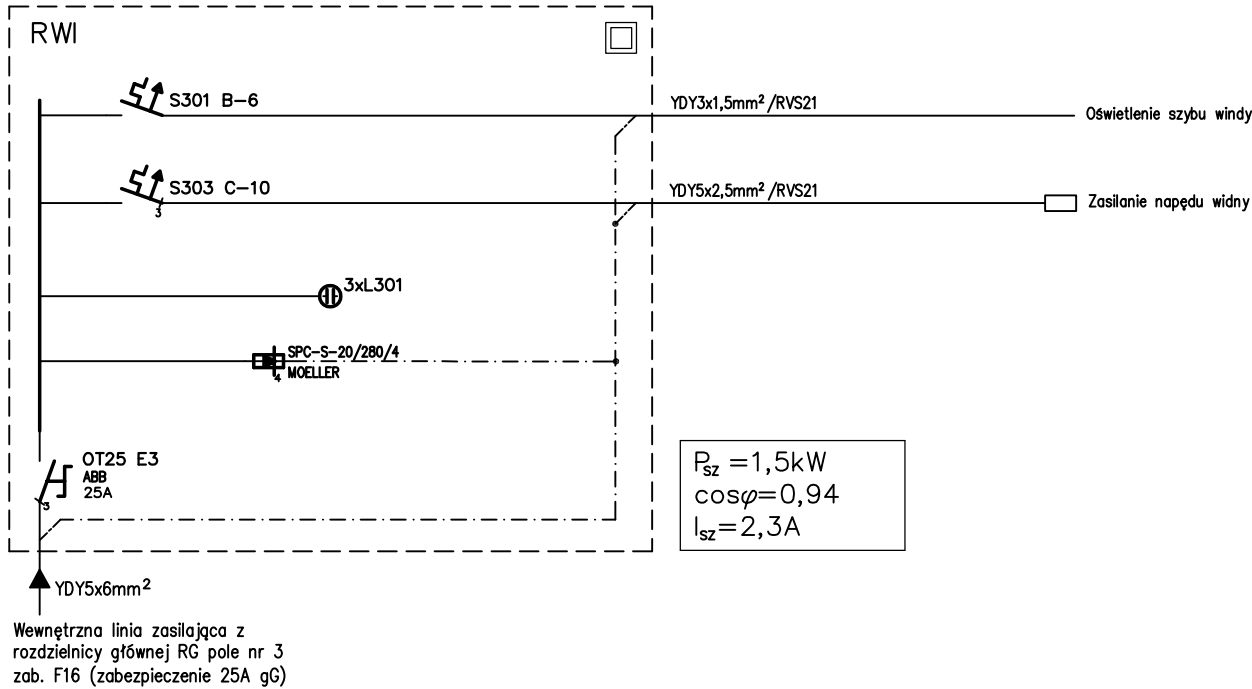 RWI
S301 B-6
YDY3x1,5mm²/RVS21
Oświetlenie szybu windy
S303 C-10
3
YDY5x2,5mm²/RVS21
Zasilanie napędu widny
3xL301
SPC-S-20/280/4
MOELLER
4
OT25 E3
ABB
25A
3
Psz =1,5kW
cosφ=0,94
Isz=2,3A
YDY5x6mm²
Wewnętrzna linia zasilająca z
rozdzielnicy głównej RG pole nr 3
zab. F16 (zabezpieczenie 25A gG)